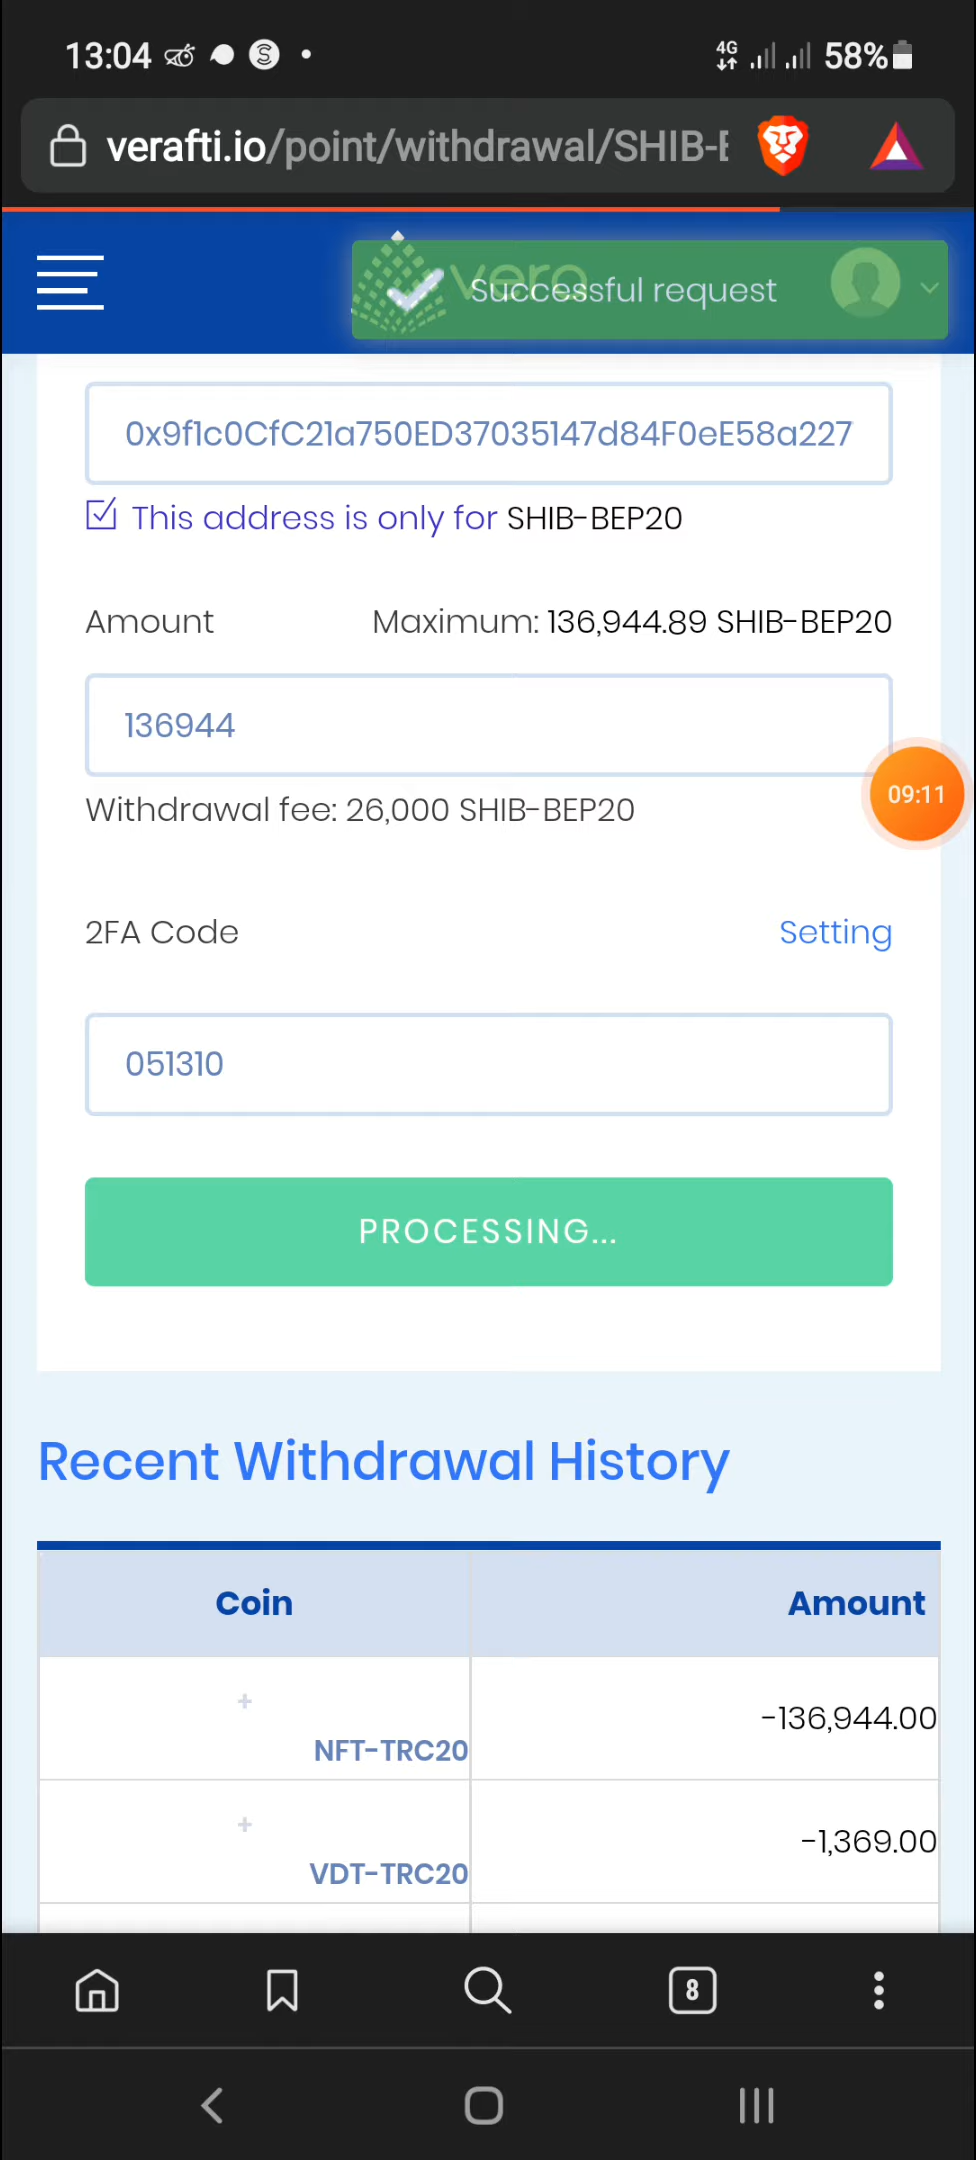 13:04
4G
58%
verafti.io/point/withdrawal/SHIB-E
vero
Successful request
0x9f1c0CfC21a750ED37035147d84F0eE58a227
This address is only for SHIB-BEP20
Amount Maximum: 136,944.89 SHIB-BEP20
136944
09:11
Withdrawal fee: 26,000 SHIB-BEP20
2FA Code Setting
051310
PROCESSING...
Recent Withdrawal History
Coin Amount
+
NFT-TRC20 -136,944.00
+
VDT-TRC20 -1,369.00
8